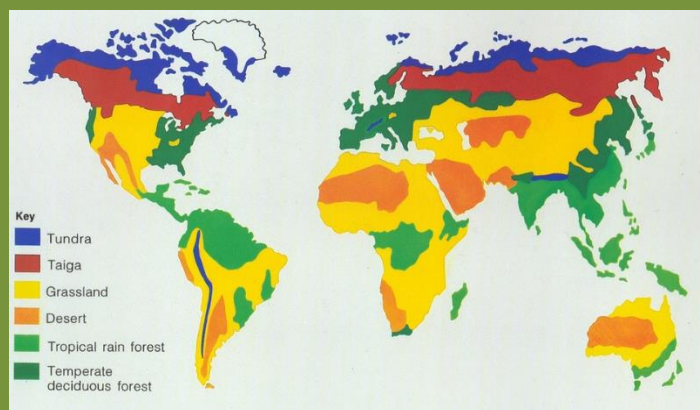 Key
Tundra
Taiga
Grassland
Desert
Tropical rain forest
Temperate
deciduous forest